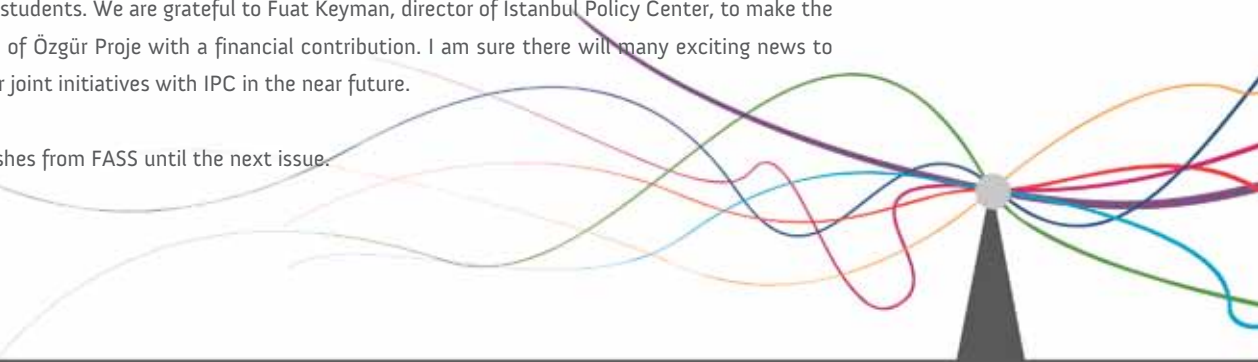 students. We are grateful to Fuat Keyman, director of Istanbul Policy Center, to make the
of Özgür Proje with a financial contribution. I am sure there will many exciting news to
joint initiatives with IPC in the near future.
shes from FASS until the next issue.